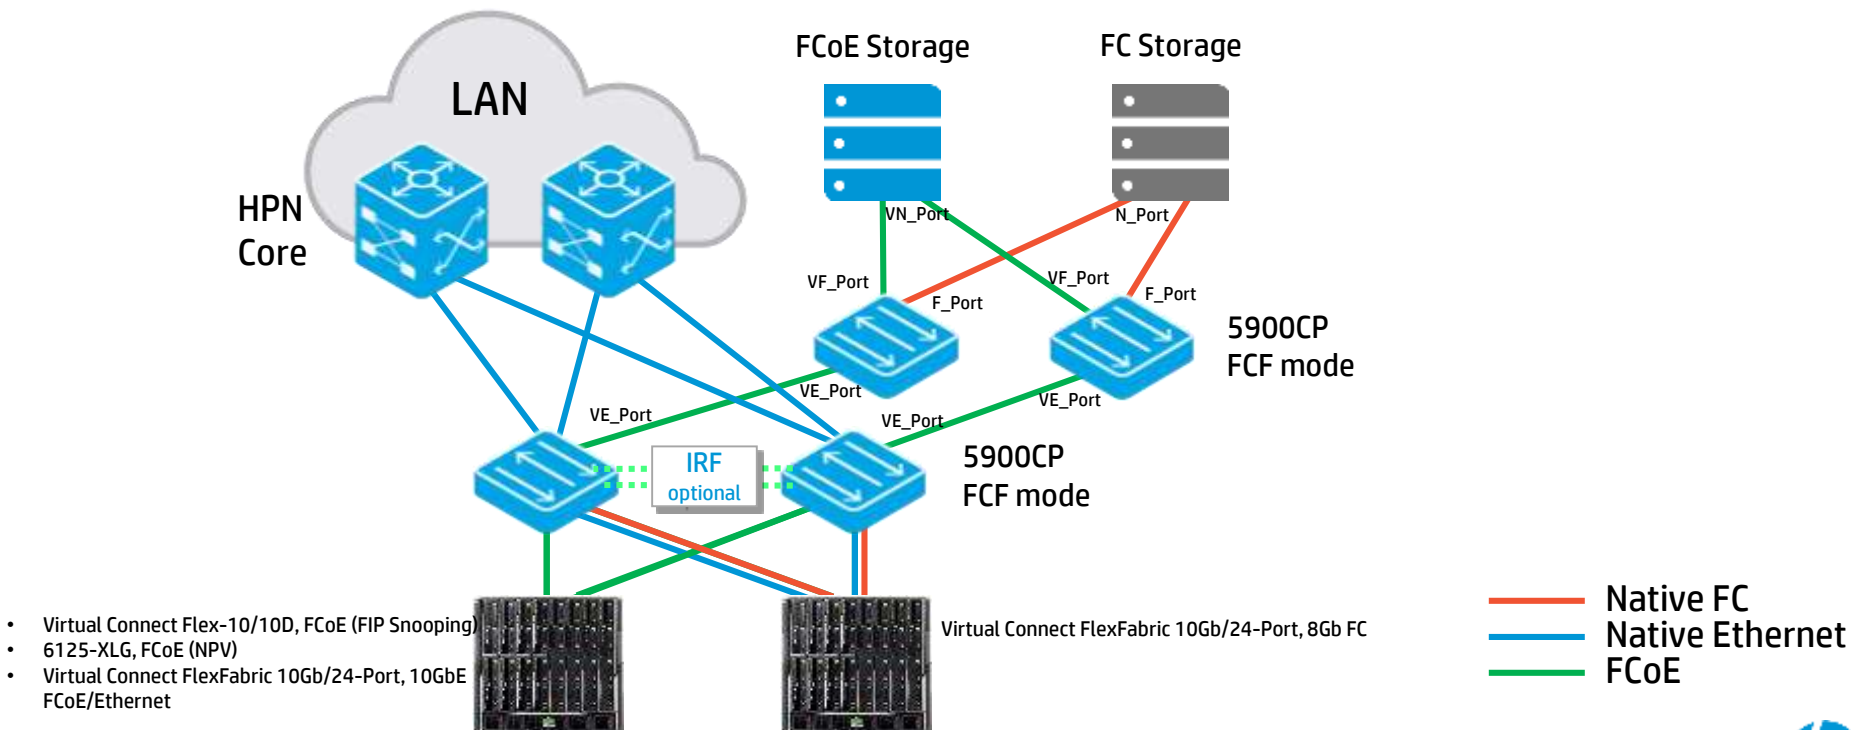 FCoE Storage
FC Storage
LAN
HPN
Core
VN_Port
N_Port
VF_Port
F_Port
VF_Port
F_Port
5900CP
FCF mode
VE_Port
VE_Port
VE_Port
VE_Port
IRF
optional
5900CP
FCF mode
• Virtual Connect Flex-10/10D, FCoE (FIP Snooping)
• 6125-XLG, FCoE (NPV)
• Virtual Connect FlexFabric 10Gb/24-Port, 10GbE
FCoE/Ethernet
Virtual Connect FlexFabric 10Gb/24-Port, 8Gb FC
Native FC
Native Ethernet
FCoE